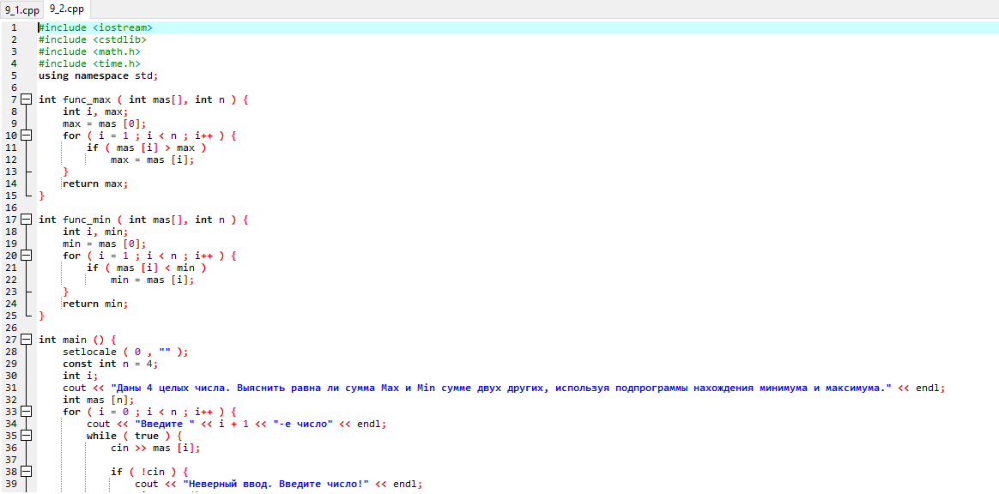 9_1.cpp 9_2.cpp
1 #include <iostream>
2 #include <cstdlib>
3 #include <math.h>
4 #include <time.h>
5 using namespace std;
6
7 int func_max ( int mas[], int n ) {
8 int i, max;
9 max = mas [0];
10 for ( i = 1 ; i < n ; i++ ) {
11 if ( mas [i] > max )
12 max = mas [i];
13 }
14 return max;
15 }
16
17 int func_min ( int mas[], int n ) {
18 int i, min;
19 min = mas [0];
20 for ( i = 1 ; i < n ; i++ ) {
21 if ( mas [i] < min )
22 min = mas [i];
23 }
24 return min;
25 }
26
27 int main () {
28 setlocale ( 0 , "" );
29 const int n = 4;
30 int i;
31 cout << "Даны 4 целых числа. Выяснить равна ли сумма Max и Min сумме двух других, используя подпрограммы нахождения минимума и максимума." << endl;
32 int mas [n];
33 for ( i = 0 ; i < n ; i++ ) {
34 cout << "Введите " << i + 1 << "-е число" << endl;
35 while ( true ) {
36 cin >> mas [i];
37
38 if ( !cin ) {
39 cout << "Неверный ввод. Введите число!" << endl;